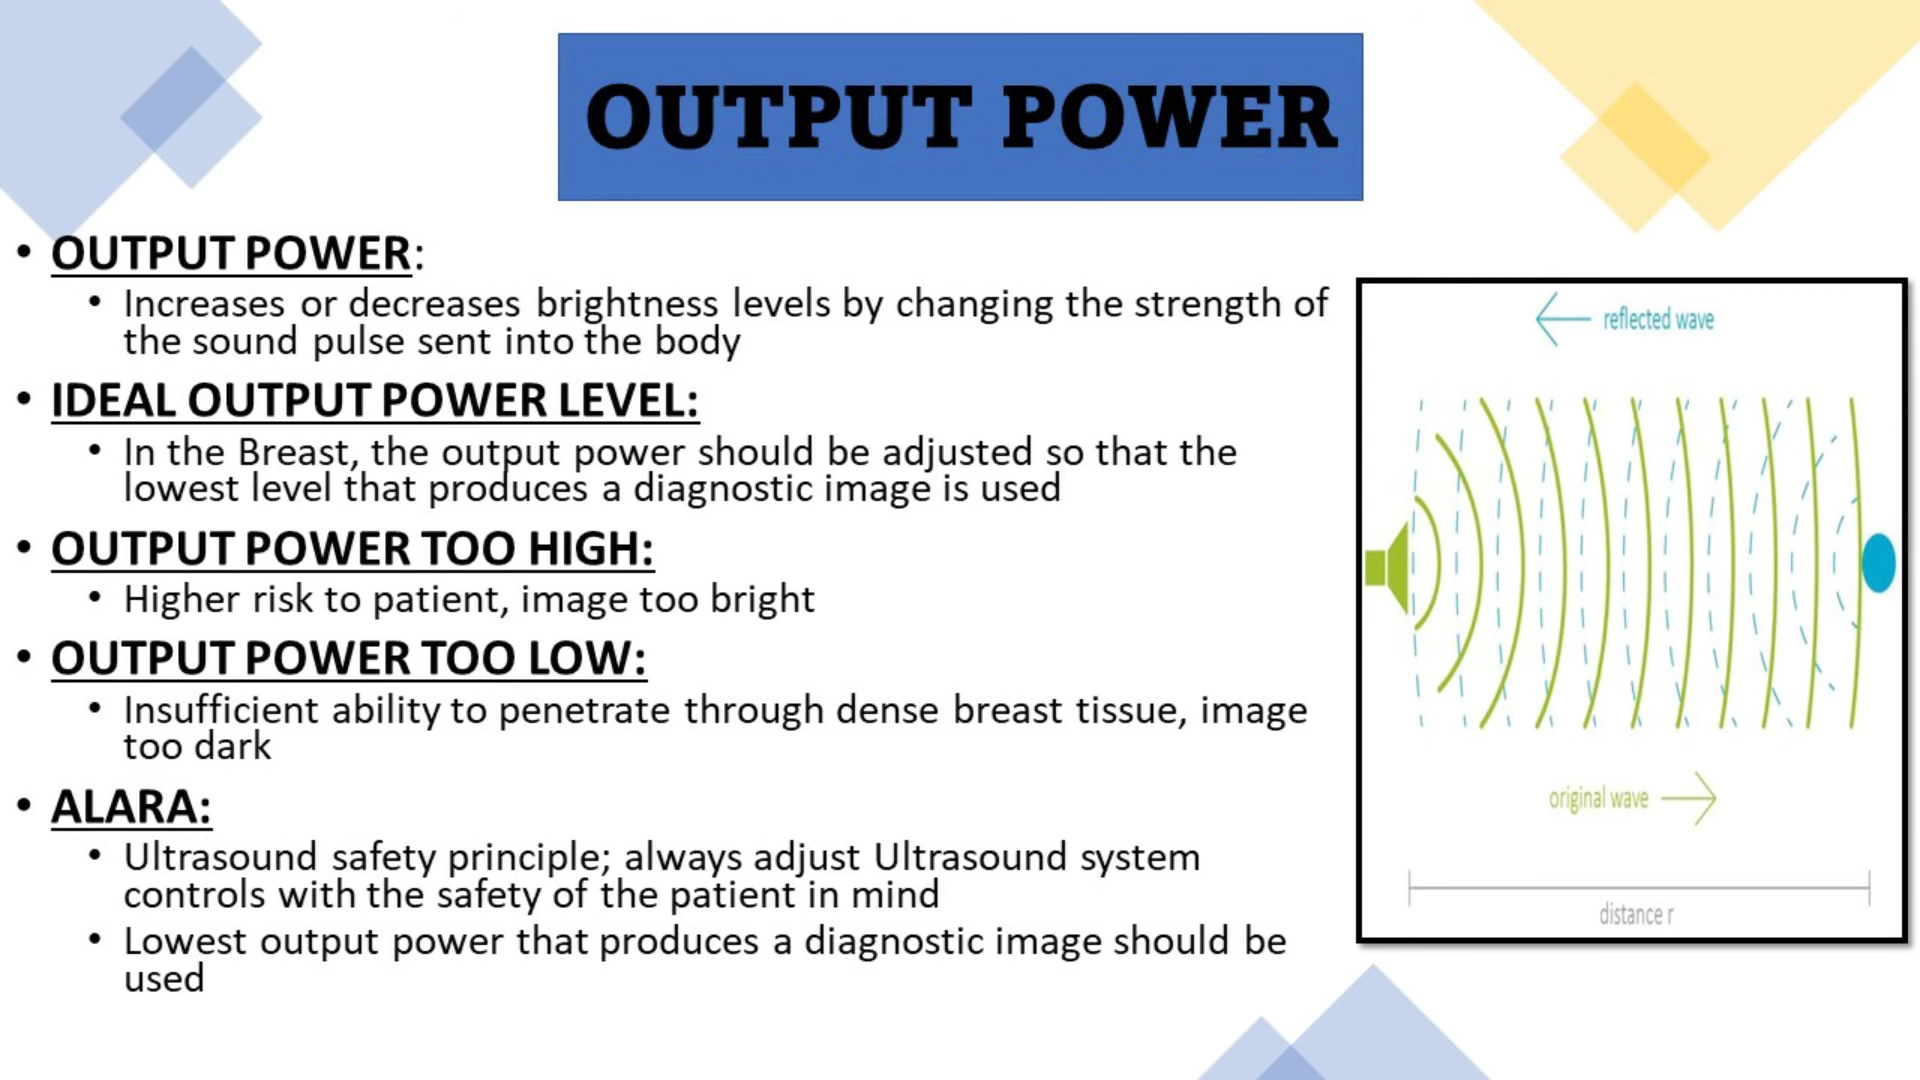 OUTPUT POWER
• OUTPUT POWER:
• Increases or decreases brightness levels by changing the strength of
the sound pulse sent into the body
• IDEAL OUTPUT POWER LEVEL:
• In the Breast, the output power should be adjusted so that the
lowest level that produces a diagnostic image is used
• OUTPUT POWER TOO HIGH:
• Higher risk to patient, image too bright
• OUTPUT POWER TOO LOW:
• Insufficient ability to penetrate through dense breast tissue, image
too dark
• ALARA:
• Ultrasound safety principle; always adjust Ultrasound system
controls with the safety of the patient in mind
• Lowest output power that produces a diagnostic image should be
used
reflected wave
original wave
distance r